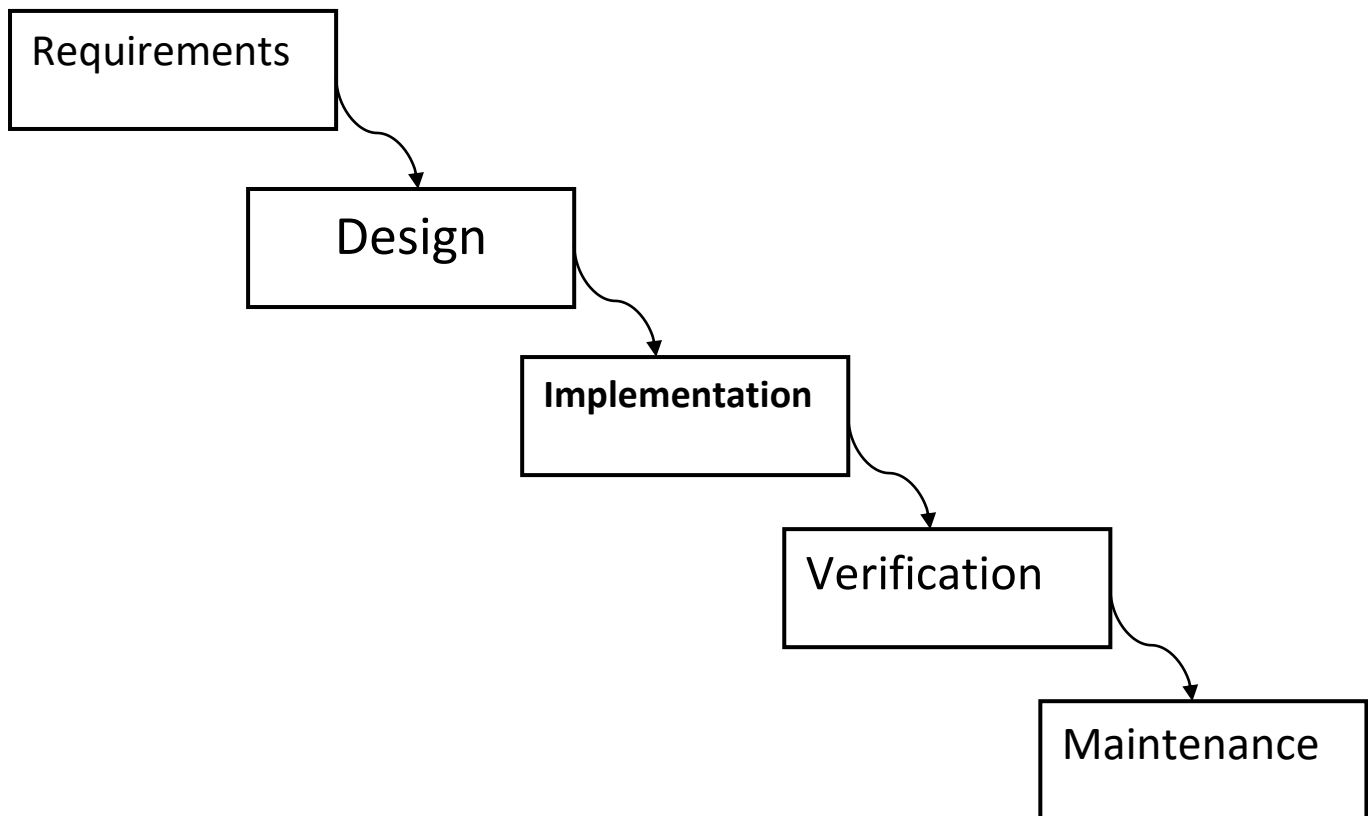 Requirements
Design
Implementation
Verification
Maintenance